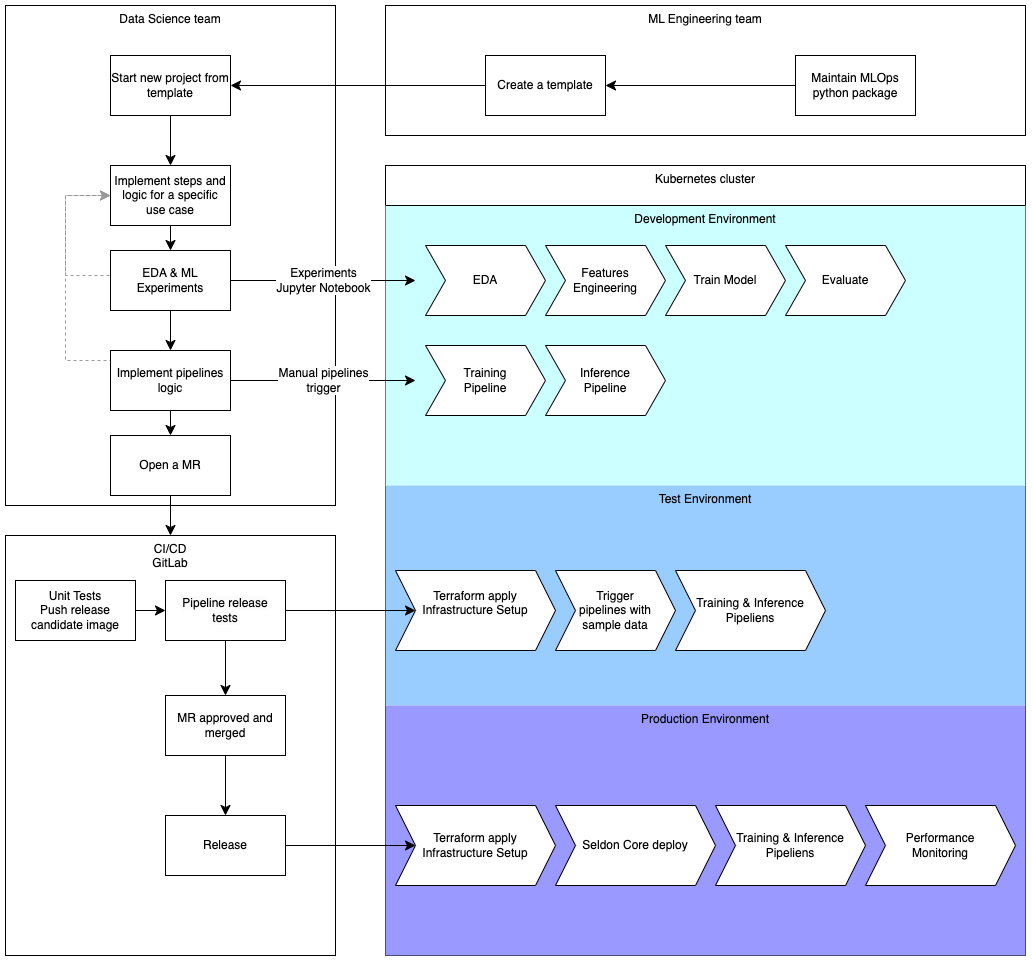 Data Science team
Start new project from
template
Implement steps and
logic for a specific
use case
EDA & ML
Experiments
Experiments
Jupyter Notebook
Implement pipelines
logic
Manual pipelines
trigger
Open a MR
ML Engineering team
Create a template
Maintain MLOps
python package
Kubernetes cluster
Development Environment
EDA
Features
Engineering
Train Model
Evaluate
Training
Pipeline
Inference
Pipeline
CI/CD
GitLab
Unit Tests
Push release
candidate image
Pipeline release
tests
MR approved and
merged
Release
Test Environment
Terraform apply
Infrastructure Setup
Trigger
pipelines with
sample data
Training & Inference
Pipeliens
Production Environment
Terraform apply
Infrastructure Setup
Seldon Core deploy
Training & Inference
Pipeliens
Performance
Monitoring